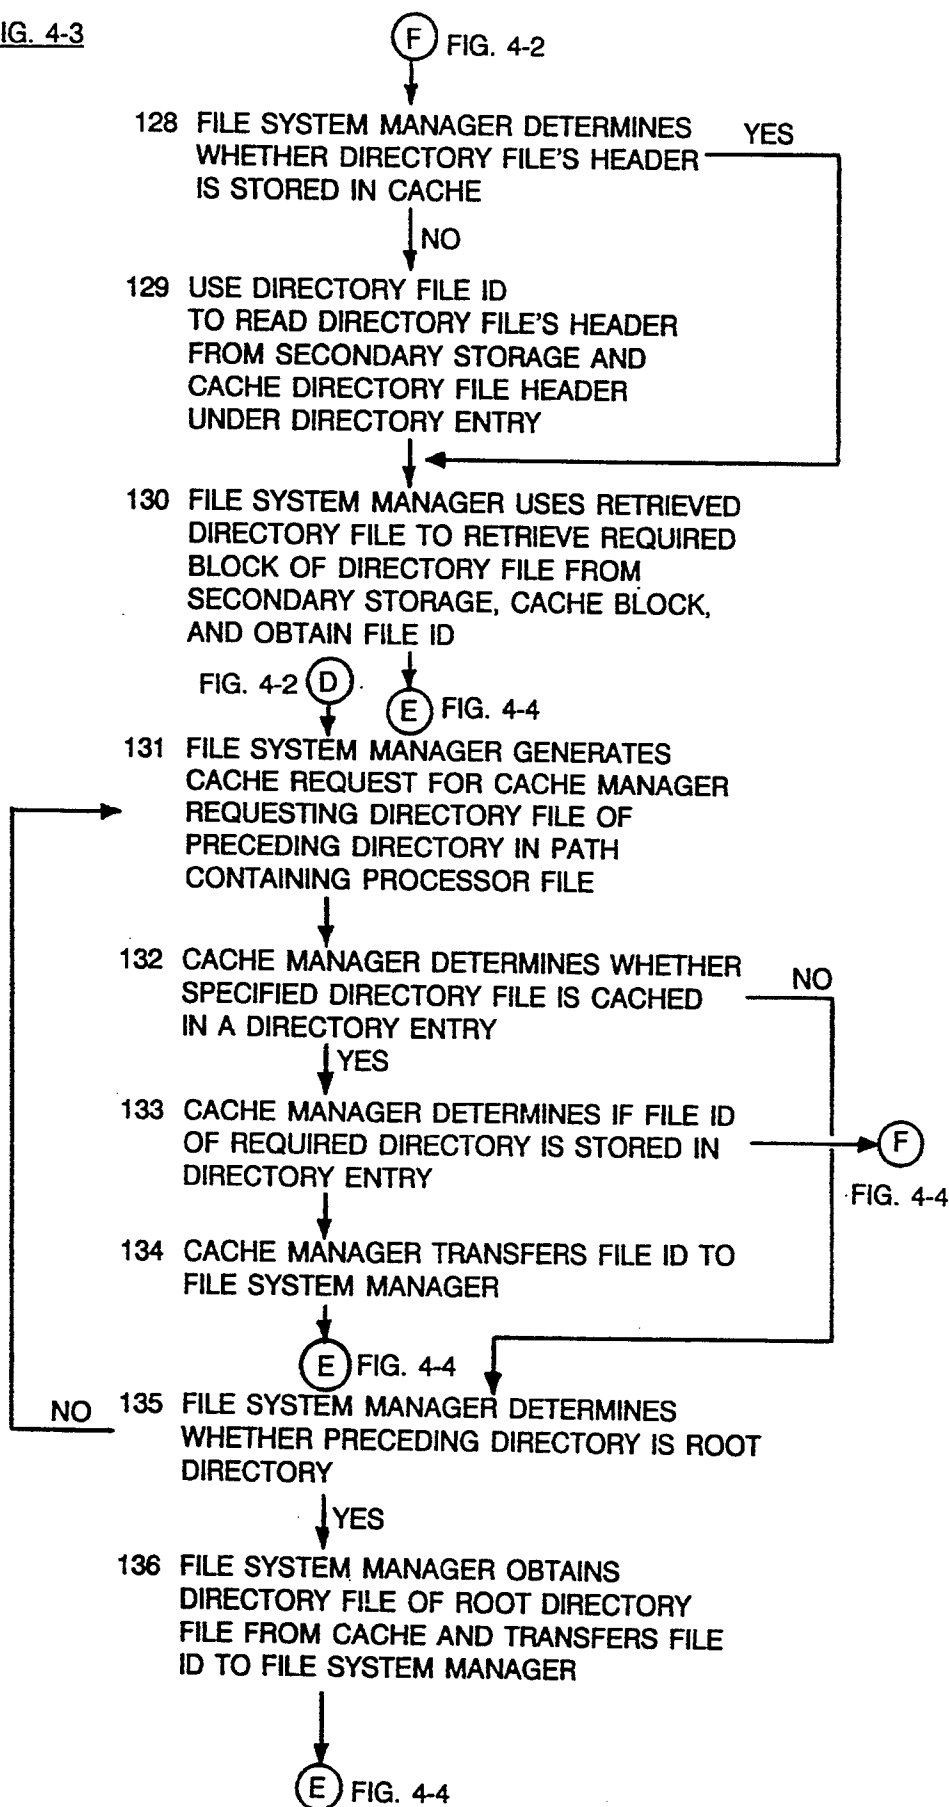 IG. 4-3
F FIG. 4-2
128 FILE SYSTEM MANAGER DETERMINES
WHETHER DIRECTORY FILE'S HEADER
IS STORED IN CACHE
YES
NO
129 USE DIRECTORY FILE ID
TO READ DIRECTORY FILE'S HEADER
FROM SECONDARY STORAGE AND
CACHE DIRECTORY FILE HEADER
UNDER DIRECTORY ENTRY
130 FILE SYSTEM MANAGER USES RETRIEVED
DIRECTORY FILE TO RETRIEVE REQUIRED
BLOCK OF DIRECTORY FILE FROM
SECONDARY STORAGE, CACHE BLOCK,
AND OBTAIN FILE ID
FIG. 4-2 D
E FIG. 4-4
131 FILE SYSTEM MANAGER GENERATES
CACHE REQUEST FOR CACHE MANAGER
REQUESTING DIRECTORY FILE OF
PRECEDING DIRECTORY IN PATH
CONTAINING PROCESSOR FILE
132 CACHE MANAGER DETERMINES WHETHER
SPECIFIED DIRECTORY FILE IS CACHED
IN A DIRECTORY ENTRY
NO
YES
133 CACHE MANAGER DETERMINES IF FILE ID
OF REQUIRED DIRECTORY IS STORED IN
DIRECTORY ENTRY
F
FIG. 4-4
134 CACHE MANAGER TRANSFERS FILE ID TO
FILE SYSTEM MANAGER
E FIG. 4-4
NO
135 FILE SYSTEM MANAGER DETERMINES
WHETHER PRECEDING DIRECTORY IS ROOT
DIRECTORY
YES
136 FILE SYSTEM MANAGER OBTAINS
DIRECTORY FILE OF ROOT DIRECTORY
FILE FROM CACHE AND TRANSFERS FILE
ID TO FILE SYSTEM MANAGER
E FIG. 4-4